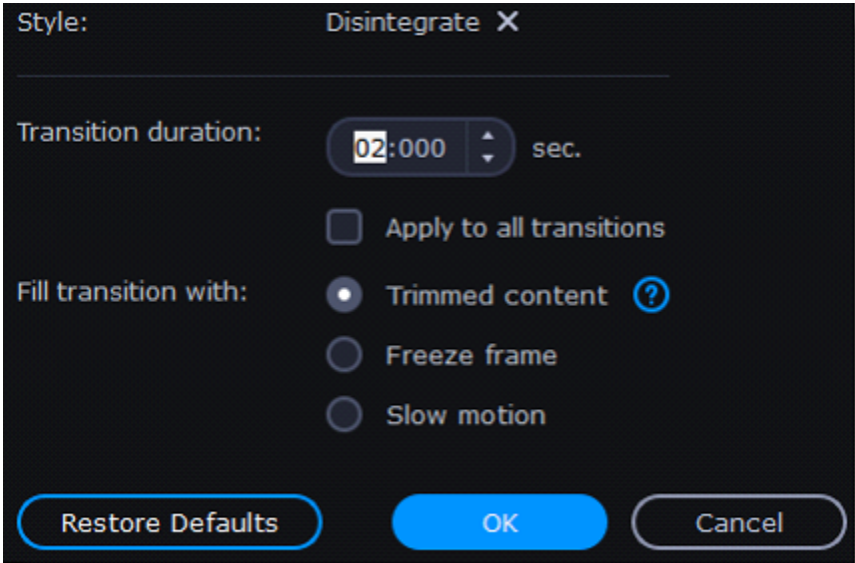 Style: Disintegrate ✕
Transition duration: 02:000 sec.
Apply to all transitions
Fill transition with: Trimmed content ?
Freeze frame
Slow motion
Restore Defaults OK Cancel